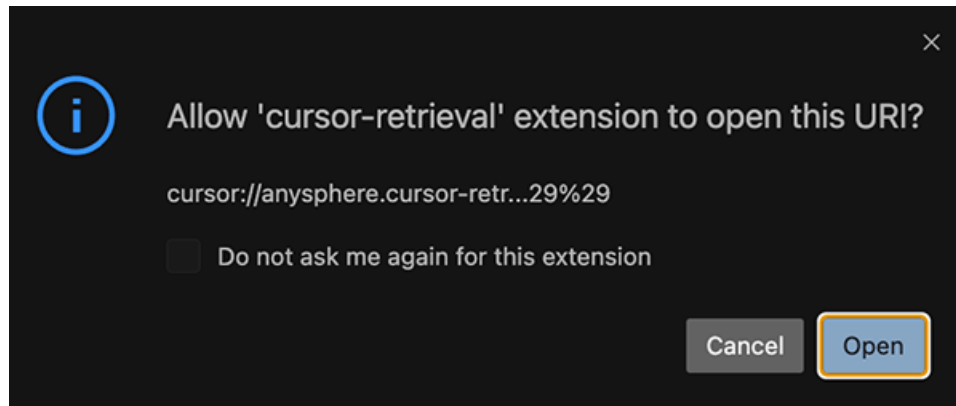 Allow 'cursor-retrieval' extension to open this URI?
cursor://anysphere.cursor-retr...29%29
Do not ask me again for this extension
Cancel Open